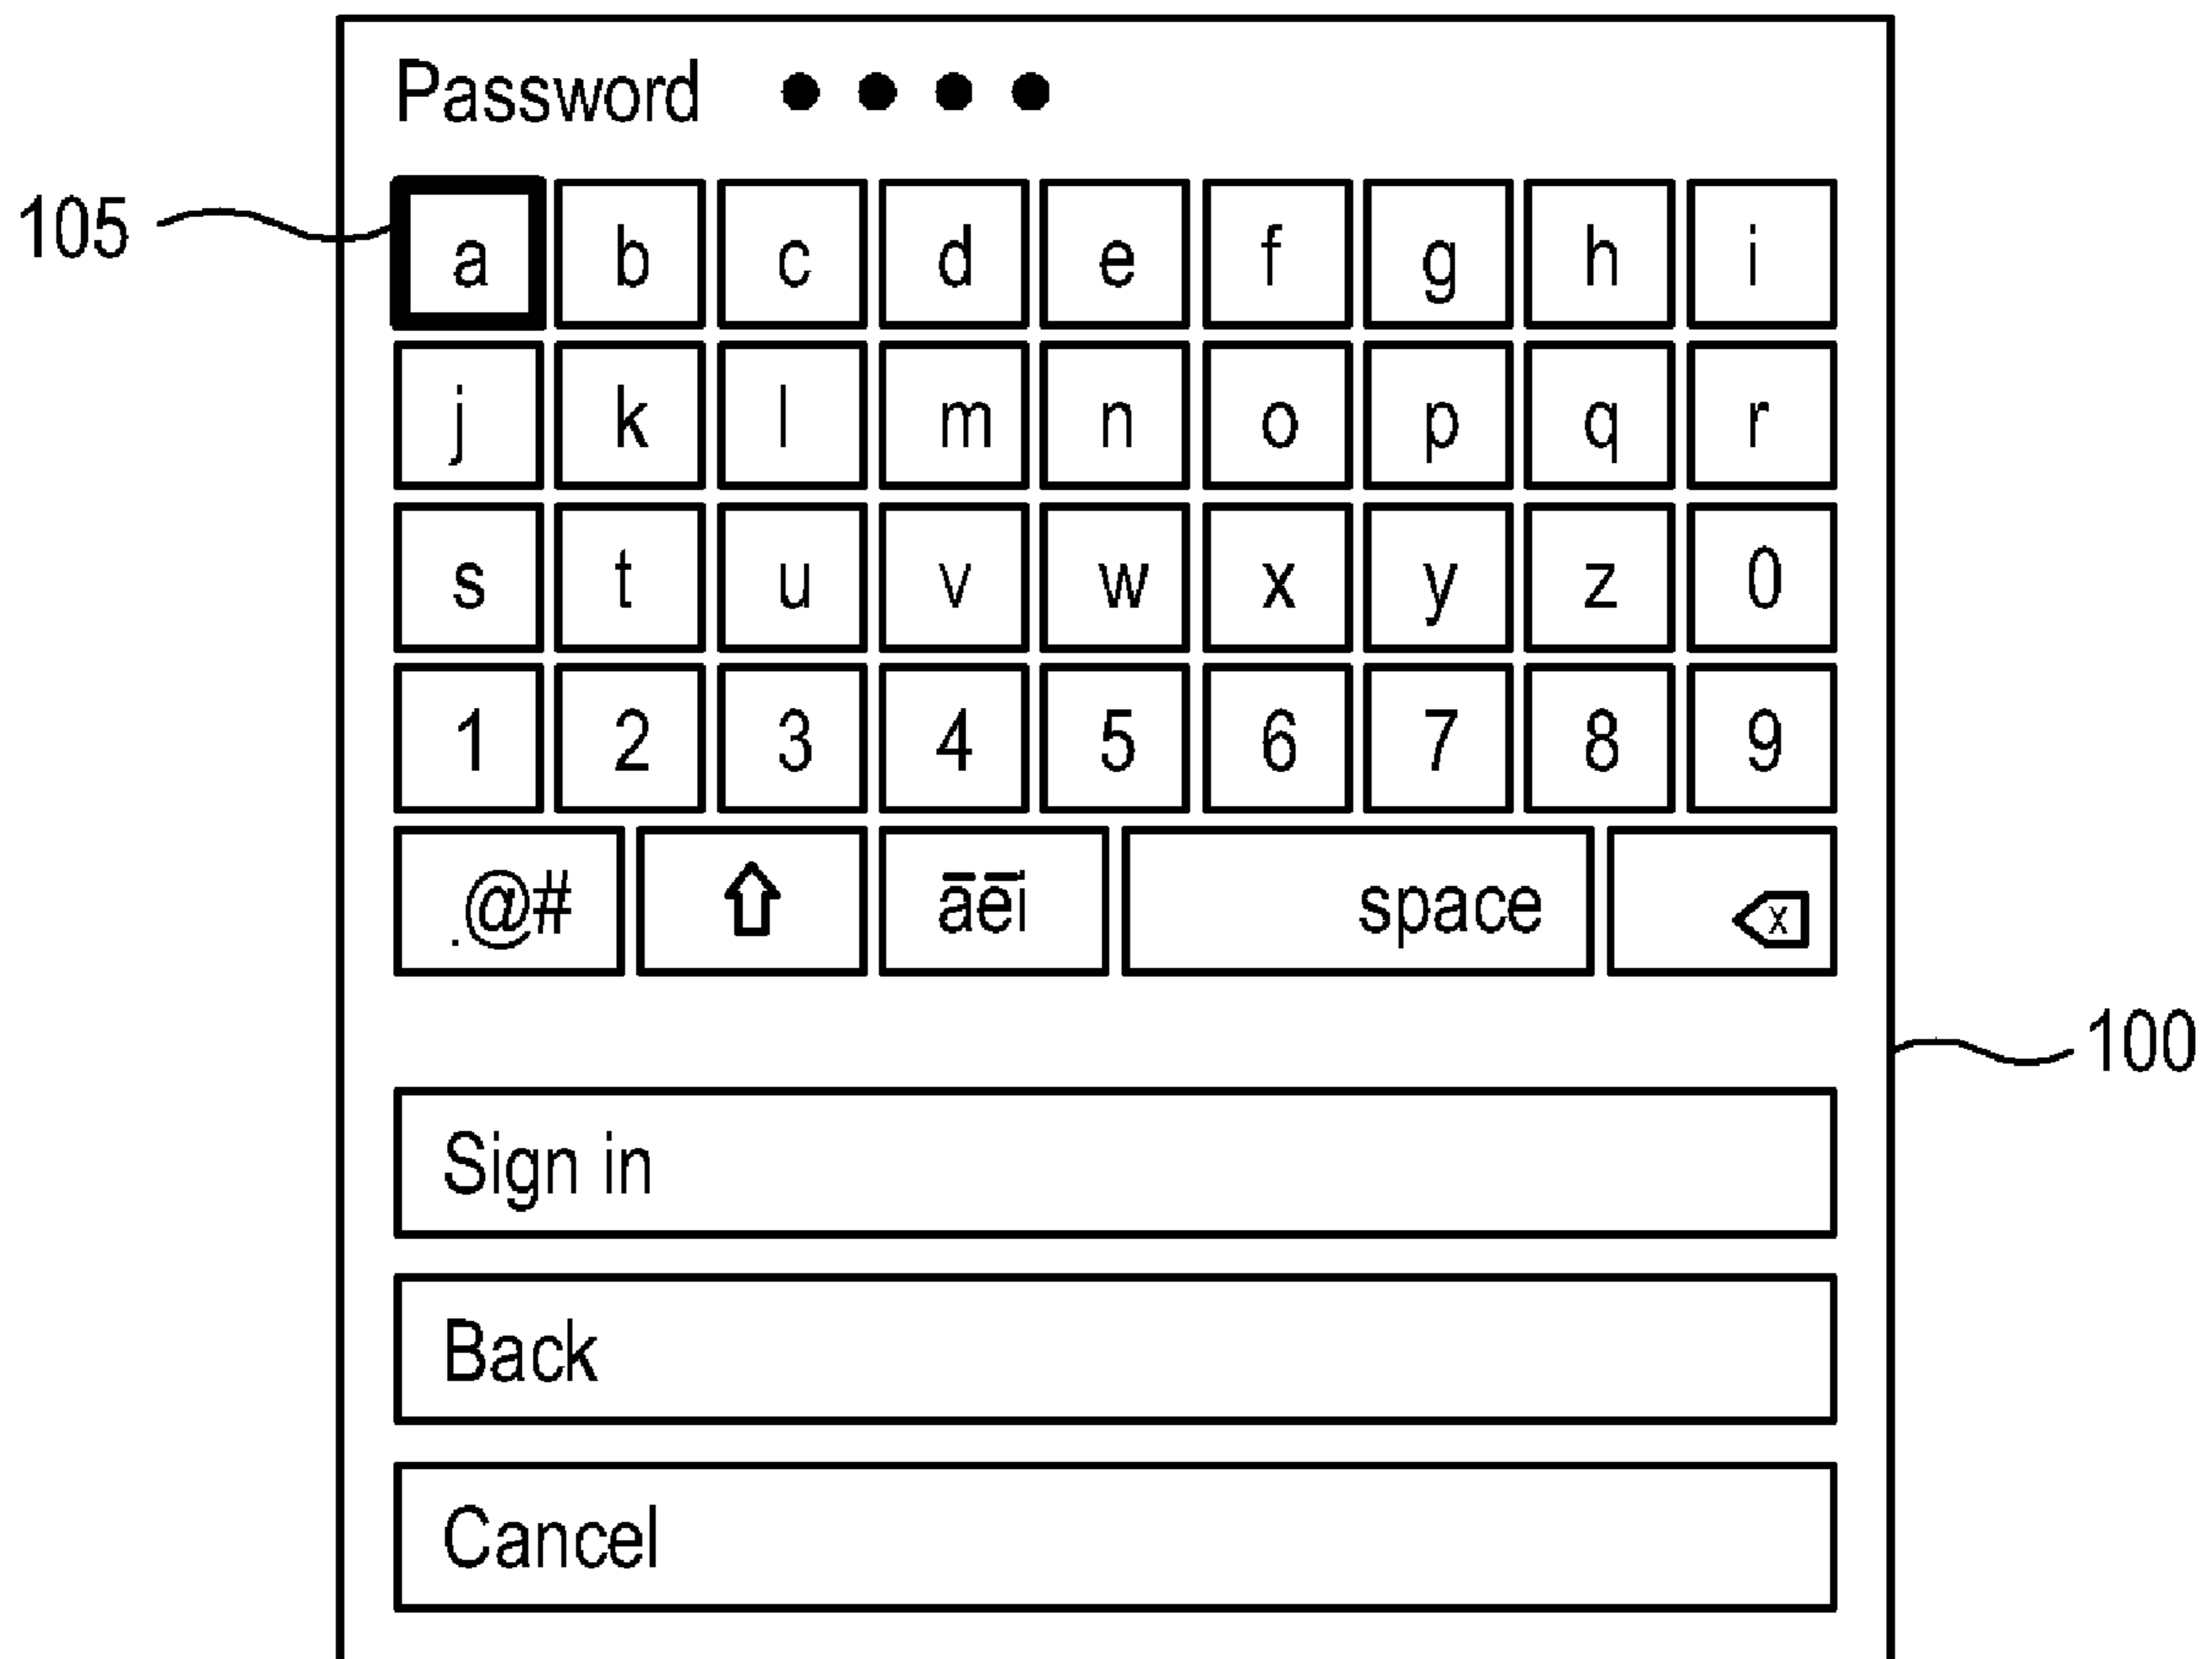 Password ● ● ● ●
105
a b c d e f g h i
j k l m n o p q r
s t u v w x y z 0
1 2 3 4 5 6 7 8 9
.@# āēī space x
100
Sign in
Back
Cancel